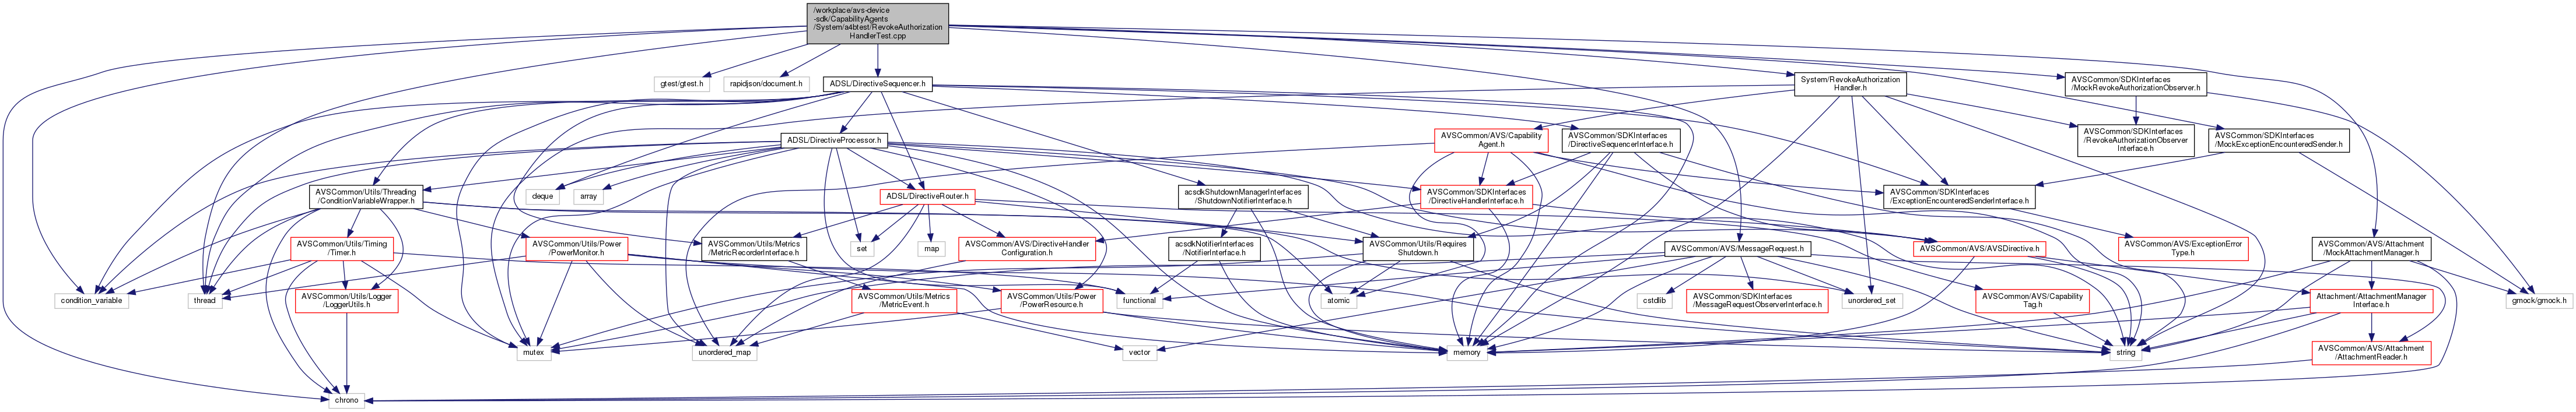 /workplace/avs-device
-sdk/CapabilityAgents
/System/a4btest/RevokeAuthorization
HandlerTest.cpp
gtest/gtest.h
rapidjson/document.h
ADSL/DirectiveSequencer.h
System/RevokeAuthorization
Handler.h
AVSCommon/SDKInterfaces
/MockRevokeAuthorizationObserver.h
ADSL/DirectiveProcessor.h
AVSCommon/AVS/Capability
Agent.h
AVSCommon/SDKInterfaces
/DirectiveSequencerInterface.h
AVSCommon/SDKInterfaces
/RevokeAuthorizationObserver
Interface.h
AVSCommon/SDKInterfaces
/MockExceptionEncounteredSender.h
AVSCommon/Utils/Threading
/ConditionVariableWrapper.h
deque
array
ADSL/DirectiveRouter.h
acsdkShutdownManagerInterfaces
/ShutdownNotifierInterface.h
AVSCommon/SDKInterfaces
/DirectiveHandlerInterface.h
AVSCommon/SDKInterfaces
/ExceptionEncounteredSenderInterface.h
AVSCommon/Utils/Timing
/Timer.h
AVSCommon/Utils/Power
/PowerMonitor.h
AVSCommon/Utils/Metrics
/MetricRecorderInterface.h
set
map
AVSCommon/AVS/DirectiveHandler
Configuration.h
acsdkNotifierInterfaces
/NotifierInterface.h
AVSCommon/Utils/Requires
Shutdown.h
AVSCommon/AVS/MessageRequest.h
AVSCommon/AVS/AVSDirective.h
AVSCommon/AVS/ExceptionError
Type.h
AVSCommon/AVS/Attachment
/MockAttachmentManager.h
condition_variable
thread
AVSCommon/Utils/Logger
/LoggerUtils.h
AVSCommon/Utils/Metrics
/MetricEvent.h
AVSCommon/Utils/Power
/PowerResource.h
functional
atomic
cstdlib
AVSCommon/SDKInterfaces
/MessageRequestObserverInterface.h
unordered_set
AVSCommon/AVS/Capability
Tag.h
Attachment/AttachmentManager
Interface.h
gmock/gmock.h
mutex
unordered_map
vector
memory
string
AVSCommon/AVS/Attachment
/AttachmentReader.h
chrono